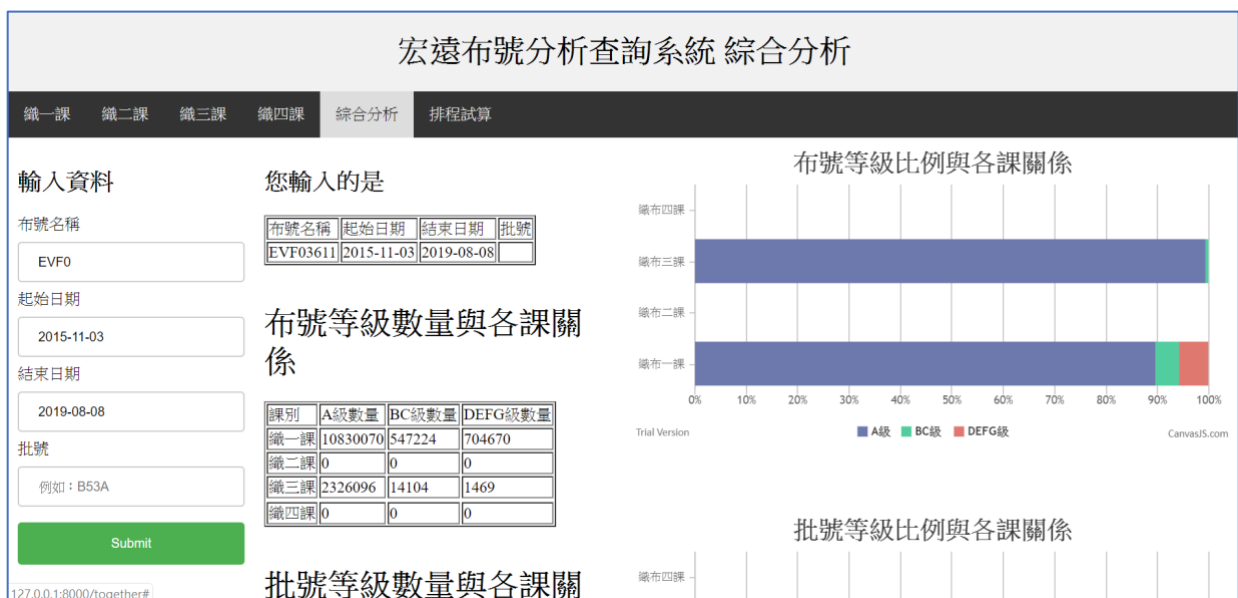 宏遠布號分析查詢系統 綜合分析
織一課 織二課 織三課 織四課 綜合分析 排程試算
輸入資料
布號名稱
EVF0
起始日期
2015-11-03
結束日期
2019-08-08
批號
例如：B53A
Submit
127.0.0.1:8000/together#
您輸入的是
布號名稱 起始日期 結束日期 批號
EVF03611 2015-11-03 2019-08-08
布號等級數量與各課關
係
課別 A級數量 BC級數量 DEFG級數量
織一課 10830070 547224 704670
織二課 0 0 0
織三課 2326096 14104 1469
織四課 0 0 0
批號等級數量與各課關
布號等級比例與各課關係
織布四課
織布三課
織布二課
織布一課
0% 10% 20% 30% 40% 50% 60% 70% 80% 90% 100%
Trial Version
A級 BC級 DEFG級
CanvasJS.com
批號等級比例與各課關係
織布四課